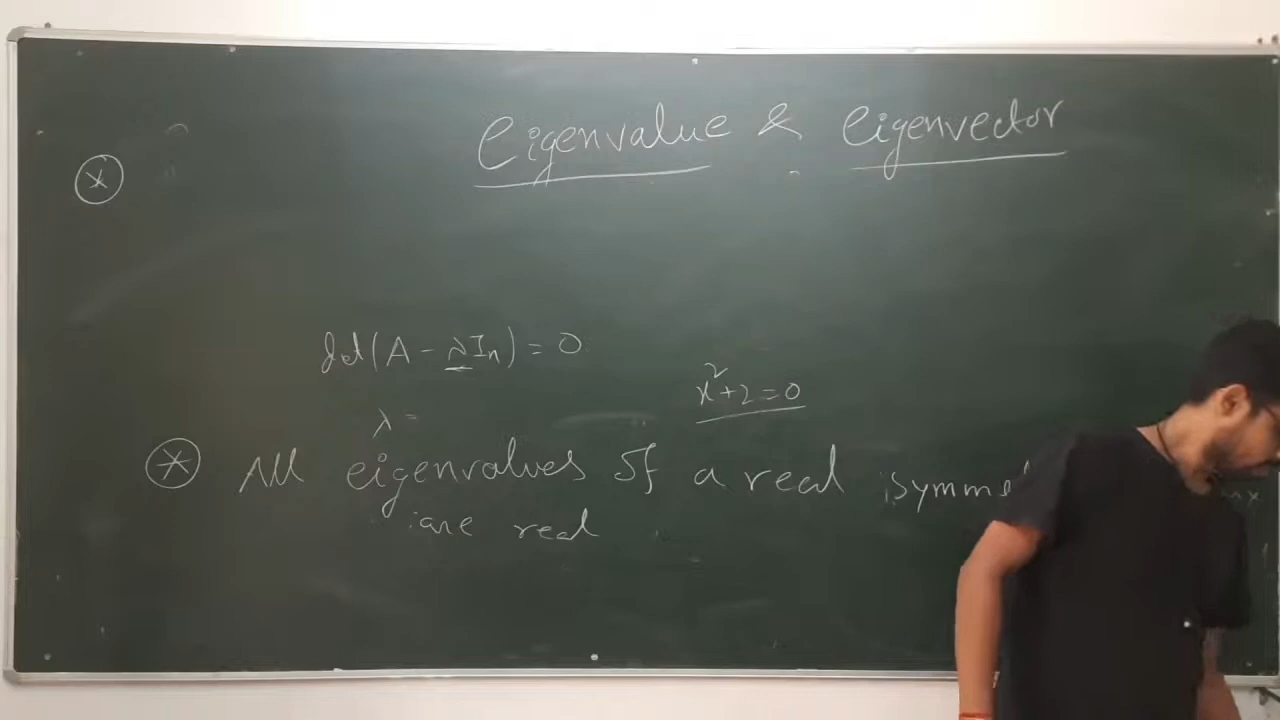 Eigenvalue & Eigenvector
det(A - λIn) = 0
x²+2=0
λ =
All eigenvalues of a real symme
are real